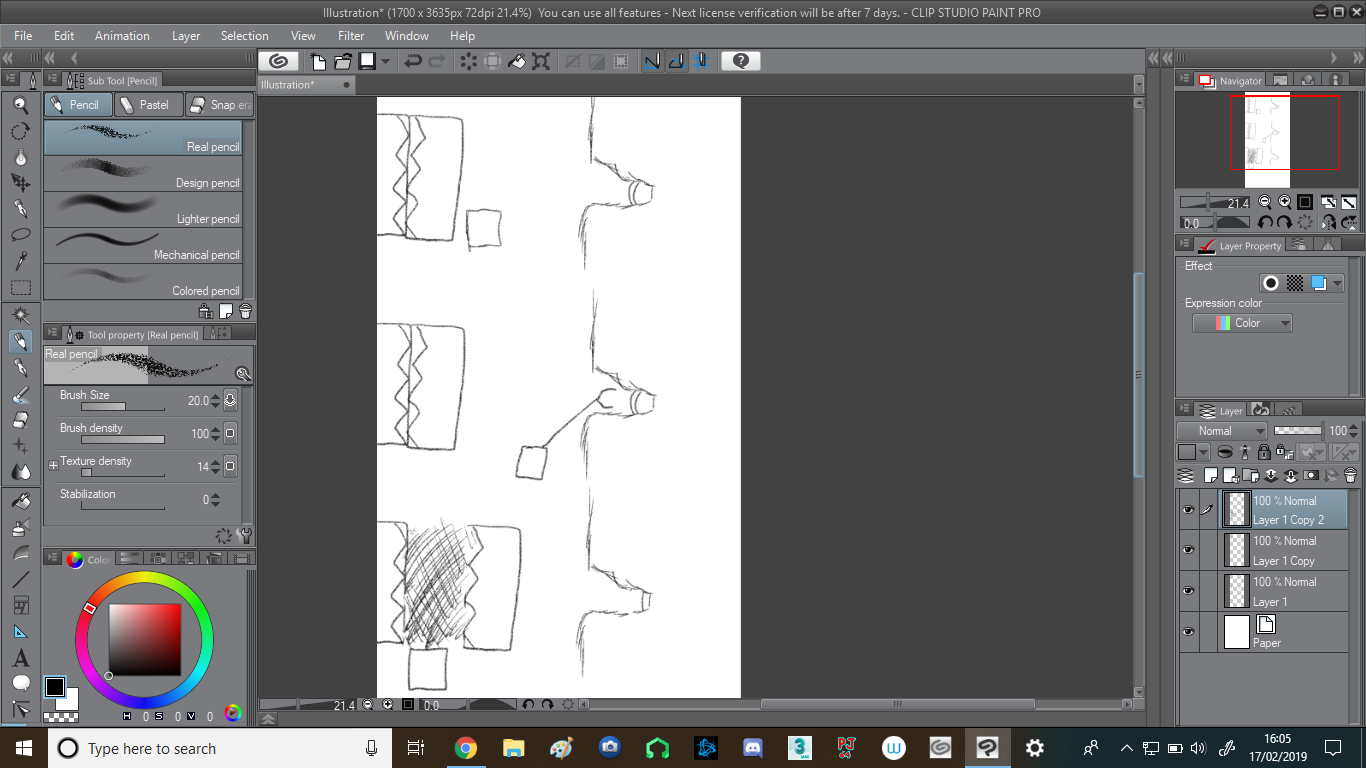 Illustration* (1700 x 3635px 72dpi 21.4%)  You can use all features - Next license verification will be after 7 days. - CLIP STUDIO PAINT PRO
File Edit Animation Layer Selection View Filter Window Help
Sub Tool [Pencil]
Illustration*
Pencil Pastel Snap era
Real pencil
Design pencil
Lighter pencil
Mechanical pencil
Colored pencil
Tool property [Real pencil]
Real pencil
Brush Size 20.0
Brush density 100
Texture density 14
Stabilization 0
Color
H 0 S 0 V 0
21.4 0.0
Navigator
21.4
0.0
Layer Property
Effect
Expression color
Color
Layer
Normal 100
100 % Normal
Layer 1 Copy 2
100 % Normal
Layer 1 Copy
100 % Normal
Layer 1
Paper
Type here to search
16:05
17/02/2019